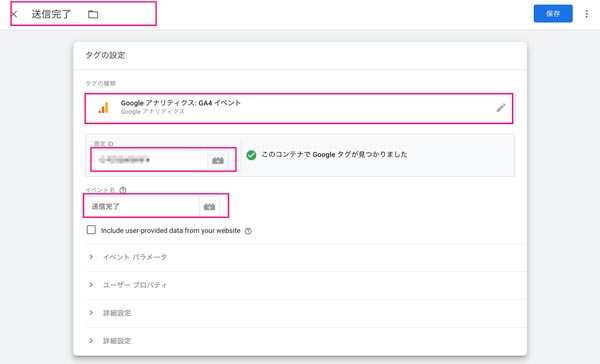 送信完了
保存
タグの設定
タグの種類
Google アナリティクス: GA4 イベント
Google アナリティクス
測定 ID
このコンテナで Google タグが見つかりました
イベント名
送信完了
Include user-provided data from your website
イベント パラメータ
ユーザー プロパティ
詳細設定
詳細設定